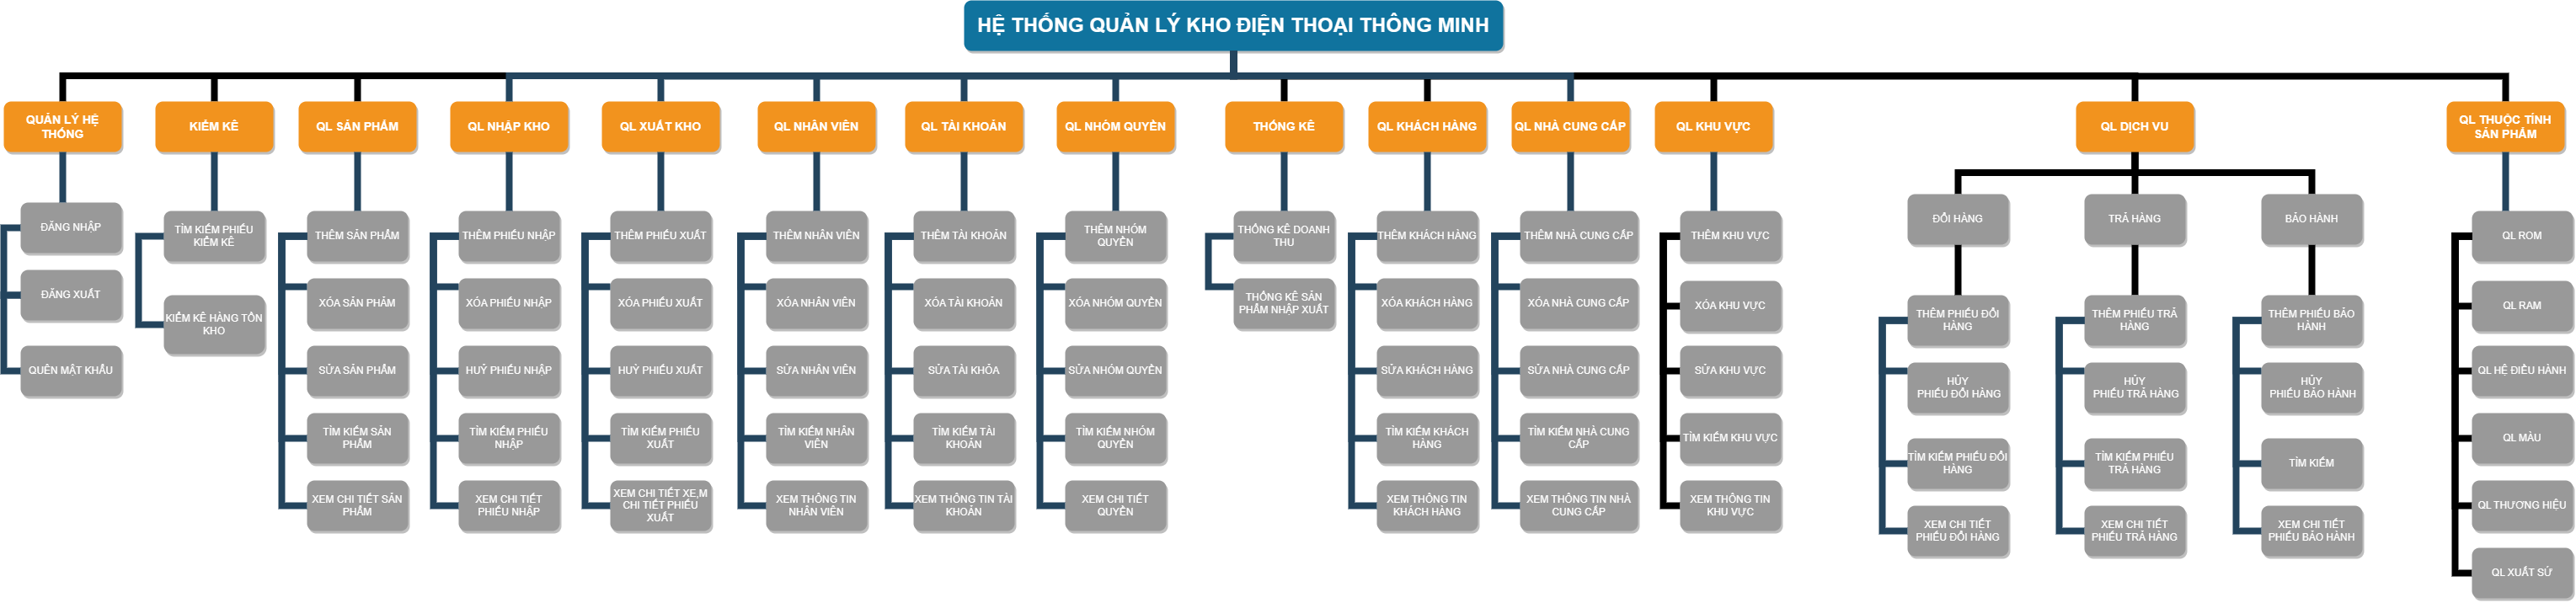 HỆ THỐNG QUẢN LÝ KHO ĐIỆN THOẠI THÔNG MINH
QUẢN LÝ HỆ
THỐNG
KIỂM KÊ
QL SẢN PHẨM
QL NHẬP KHO
QL XUẤT KHO
QL NHÂN VIÊN
QL TÀI KHOẢN
QL NHÓM QUYỀN
THỐNG KÊ
QL KHÁCH HÀNG
QL NHÀ CUNG CẤP
QL KHU VỰC
QL DỊCH VU
QL THUỘC TÍNH
SẢN PHẨM
ĐĂNG NHẬP
ĐĂNG XUẤT
QUÊN MẬT KHẨU
TÌM KIẾM PHIẾU
KIỂM KÊ
KIỂM KÊ HÀNG TỒN
KHO
THÊM SẢN PHẨM
XÓA SẢN PHẢM
SỬA SẢN PHẨM
TÌM KIẾM SẢN
PHẨM
XEM CHI TIẾT SẢN
PHẨM
THÊM PHIẾU NHẬP
XÓA PHIẾU NHẬP
HUỶ PHIẾU NHẬP
TÌM KIẾM PHIẾU
NHẬP
XEM CHI TIẾT
PHIẾU NHẬP
THÊM PHIẾU XUẤT
XÓA PHIẾU XUẤT
HUỶ PHIẾU XUẤT
TÌM KIẾM PHIẾU
XUẤT
XEM CHI TIẾT XE,M
CHI TIẾT PHIẾU
XUẤT
THÊM NHÂN VIÊN
XÓA NHÂN VIÊN
SỬA NHÂN VIÊN
TÌM KIẾM NHÂN
VIÊN
XEM THÔNG TIN
NHÂN VIÊN
THÊM TÀI KHOẢN
XÓA TÀI KHOẢN
SỬA TÀI KHÓA
TÌM KIẾM TÀI
KHOẢN
XEM THÔNG TIN TÀI
KHOẢN
THÊM NHÓM
QUYỀN
XÓA NHÓM QUYỀN
SỬA NHÓM QUYỀN
TÌM KIẾM NHÓM
QUYỀN
XEM CHI TIẾT
QUYỀN
THỐNG KÊ DOANH
THU
THỐNG KÊ SẢN
PHẨM NHẬP XUẤT
THÊM KHÁCH HÀNG
XÓA KHÁCH HÀNG
SỬA KHÁCH HÀNG
TÌM KIẾM KHÁCH
HÀNG
XEM THÔNG TIN
KHÁCH HÀNG
THÊM NHÀ CUNG CẤP
XÓA NHÀ CUNG CẤP
SỬA NHÀ CUNG CẤP
TÌM KIẾM NHÀ CUNG
CẤP
XEM THÔNG TIN NHÀ
CUNG CẤP
THÊM KHU VỰC
XÓA KHU VỰC
SỬA KHU VỰC
TÌM KIẾM KHU VỰC
XEM THÔNG TIN
KHU VỰC
ĐỔI HÀNG
THÊM PHIẾU ĐỔI
HÀNG
HỦY
PHIẾU ĐỔI HÀNG
TÌM KIẾM PHIẾU ĐỔI
HÀNG
XEM CHI TIẾT
PHIẾU ĐỔI HÀNG
TRẢ HÀNG
THÊM PHIẾU TRẢ
HÀNG
HỦY
PHIẾU TRẢ HÀNG
TÌM KIẾM PHIẾU
TRẢ HÀNG
XEM CHI TIẾT
PHIẾU TRẢ HÀNG
BẢO HÀNH
THÊM PHIẾU BẢO
HÀNH
HỦY
PHIẾU BẢO HÀNH
TÌM KIẾM
XEM CHI TIẾT
PHIẾU BẢO HÀNH
QL ROM
QL RAM
QL HỆ ĐIỀU HÀNH
QL MÀU
QL THƯƠNG HIỆU
QL XUẤT SỨ